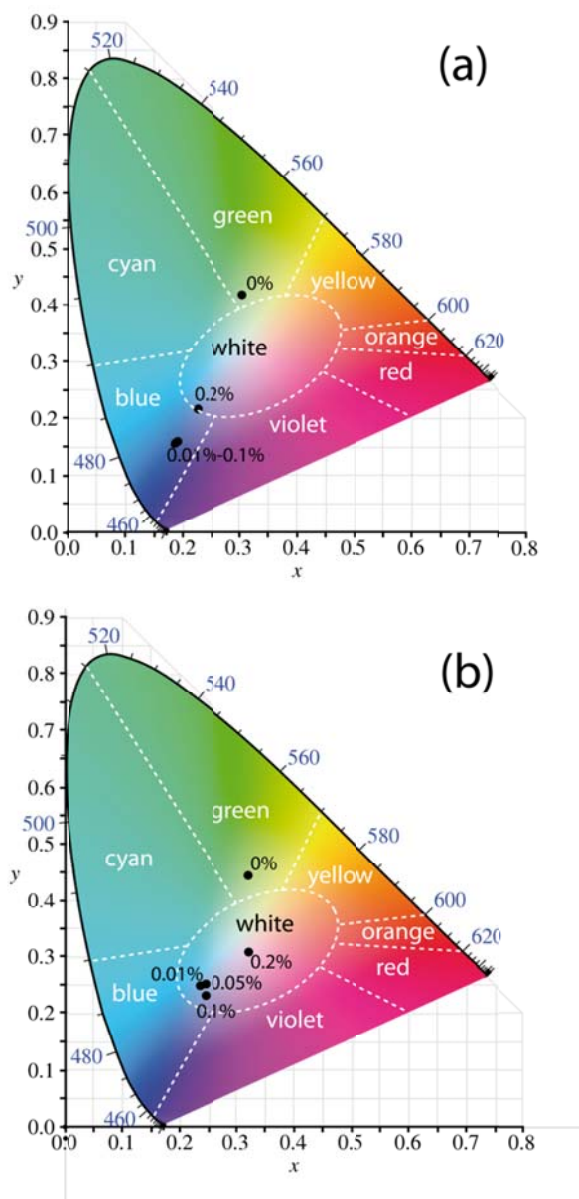 (a)
0.9
520
0.8
540
0.7
560
0.6
green
500
0.5
580
cyan
yellow
y
0%
0.4
600
orange
620
white
0.3
red
blue
0.2%
0.2
violet
0.01%-0.1%
480
0.1
460
0.0
0.0 0.1 0.2 0.3 0.4 0.5 0.6 0.7 0.8
x
(b)
0.9
520
0.8
540
0.7
560
0.6
green
500
0.5
580
cyan
0%
yellow
y
0.4
600
white
orange
620
0.3
0.2%
red
0.01% 0.05%
blue
0.1%
0.2
violet
480
0.1
460
0.0
0.0 0.1 0.2 0.3 0.4 0.5 0.6 0.7 0.8
x